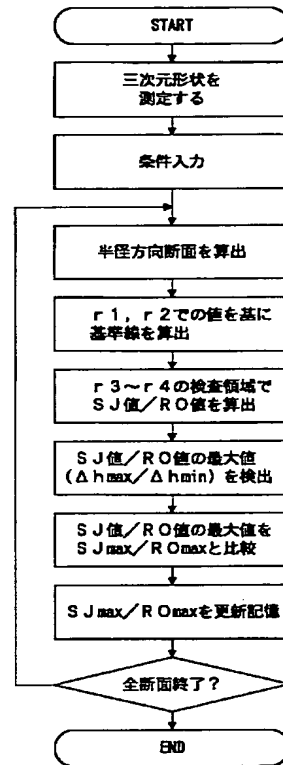 START
三次元形状を
測定する
条件入力
半径方向断面を算出
r1，r2での値を基に
基準線を算出
r3～r4の検査領域で
SJ値／RO値を算出
SJ値／RO値の最大値
（Δhmax／Δhmin）を検出
SJ値／RO値の最大値を
SJmax／ROmaxと比較
SJmax／ROmaxを更新記憶
全断面終了？
END